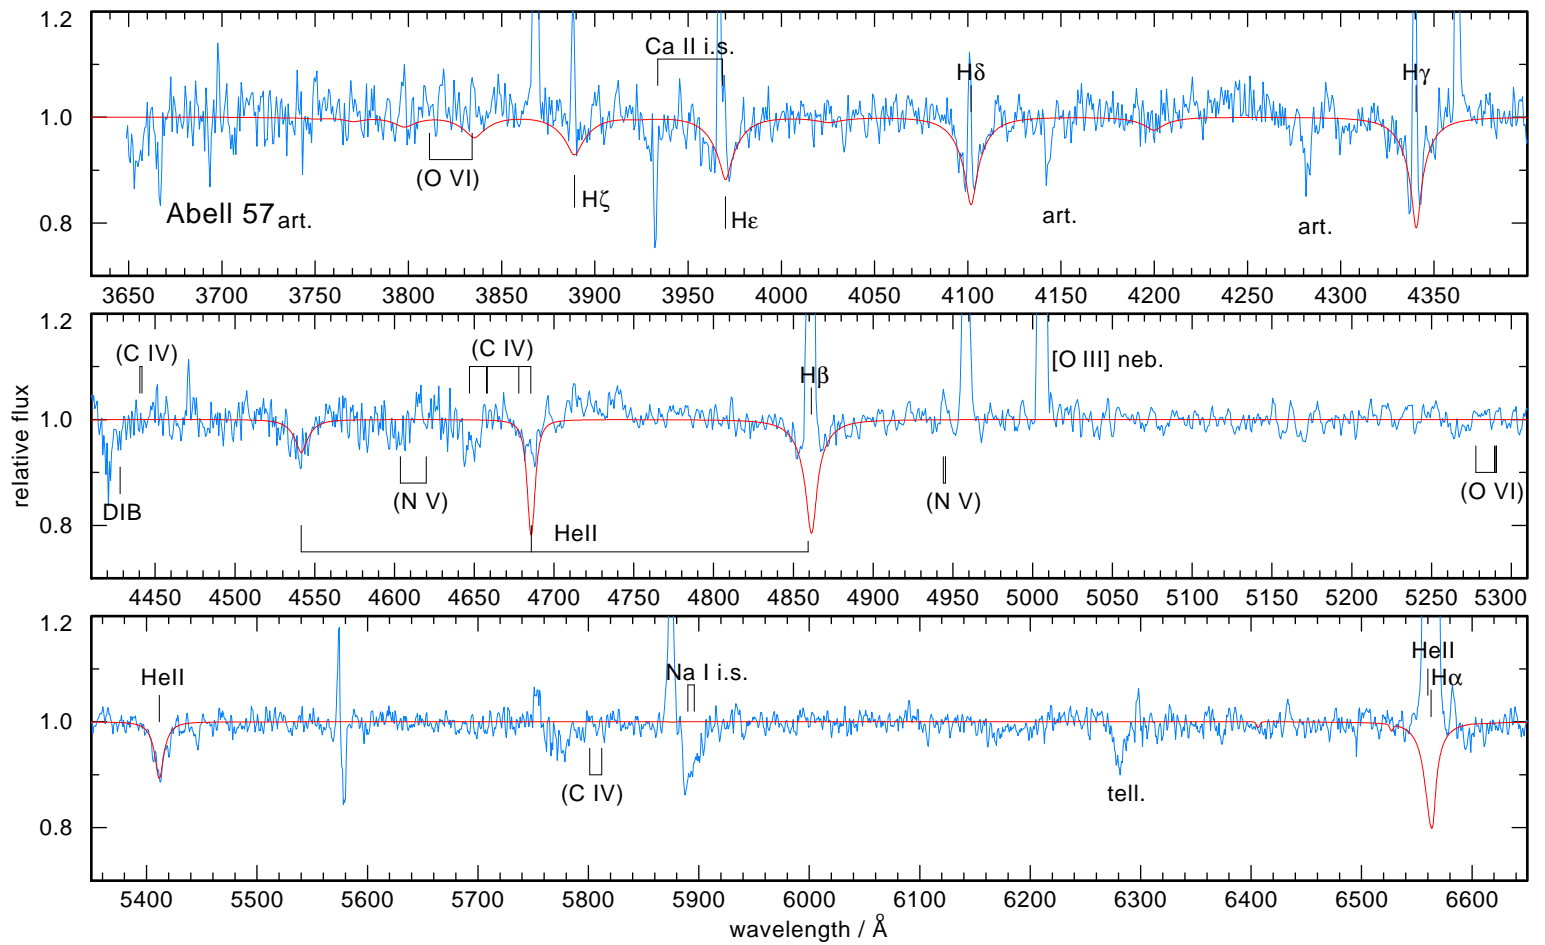 1.2
1.0
0.8
Ca II i.s.
Hδ
Hγ
(O VI)
Hζ
Hε
Abell 57
art.
art.
art.
3650 3700 3750 3800 3850 3900 3950 4000 4050 4100 4150 4200 4250 4300 4350
relative flux
1.2
1.0
0.8
(C IV)
(C IV)
Hβ
[O III] neb.
DIB
(N V)
(N V)
(O VI)
HeII
4450 4500 4550 4600 4650 4700 4750 4800 4850 4900 4950 5000 5050 5100 5150 5200 5250 5300
1.2
1.0
0.8
HeII
Na I i.s.
HeII
Hα
(C IV)
tell.
5400 5500 5600 5700 5800 5900 6000 6100 6200 6300 6400 6500 6600
wavelength / Å